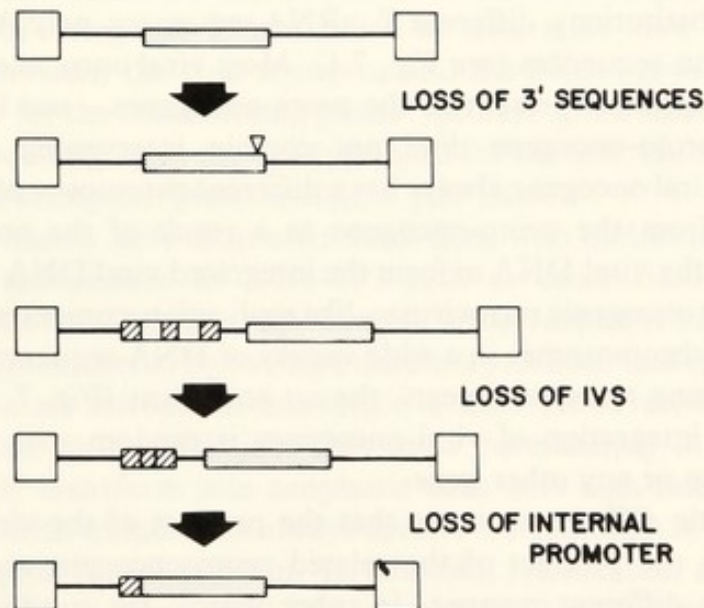 LOSS OF 3' SEQUENCES
LOSS OF IVS
LOSS OF INTERNAL
PROMOTER